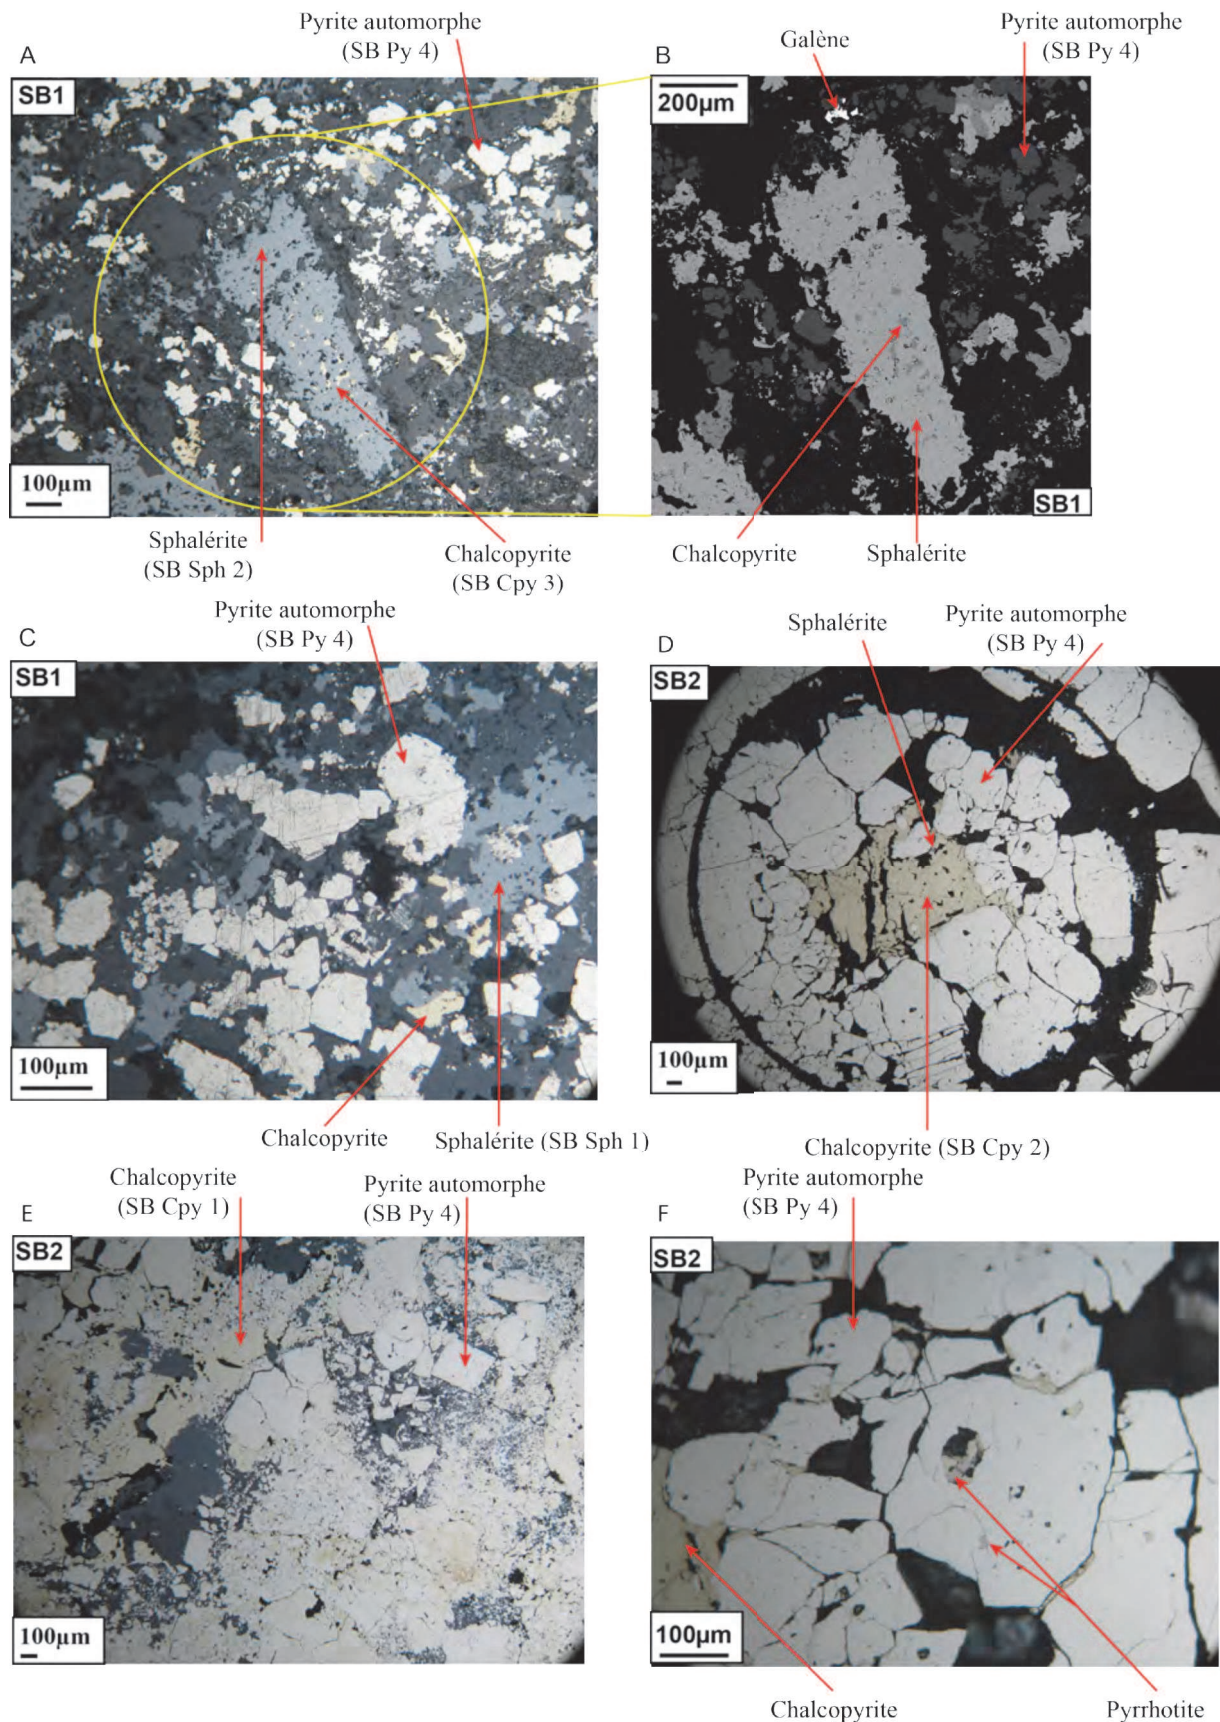 Pyrite automorphe
(SB Py 4)
A
SB1
100µm
Sphalérite
(SB Sph 2)
Chalcopyrite
(SB Cpy 3)
Galène
Pyrite automorphe
(SB Py 4)
B
200µm
SB1
Chalcopyrite
Sphalérite
Pyrite automorphe
(SB Py 4)
C
SB1
100µm
Chalcopyrite
Sphalérite (SB Sph 1)
Sphalérite
Pyrite automorphe
(SB Py 4)
D
SB2
100µm
Chalcopyrite (SB Cpy 2)
Chalcopyrite
(SB Cpy 1)
Pyrite automorphe
(SB Py 4)
E
SB2
100µm
Pyrite automorphe
(SB Py 4)
F
SB2
100µm
Chalcopyrite
Pyrrhotite